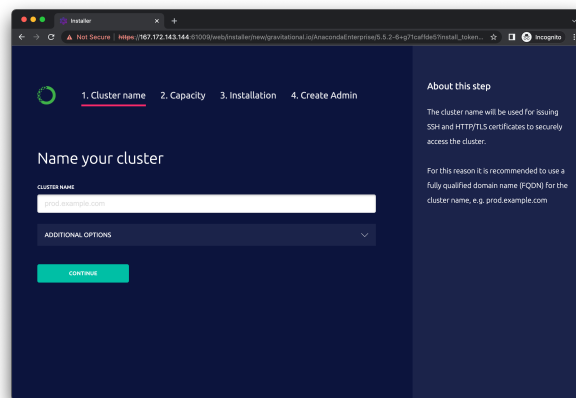 Installer
Not Secure | https://167.172.143.144:61009/web/installer/new/gravitational.io/AnacondaEnterprise/5.5.2-6+g71caffde5?install_token... Incognito
1. Cluster name 2. Capacity 3. Installation 4. Create Admin
Name your cluster
CLUSTER NAME
prod.example.com
ADDITIONAL OPTIONS
CONTINUE
About this step
The cluster name will be used for issuing
SSH and HTTP/TLS certificates to securely
access the cluster.
For this reason it is recommended to use a
fully qualified domain name (FQDN) for the
cluster name, e.g. prod.example.com